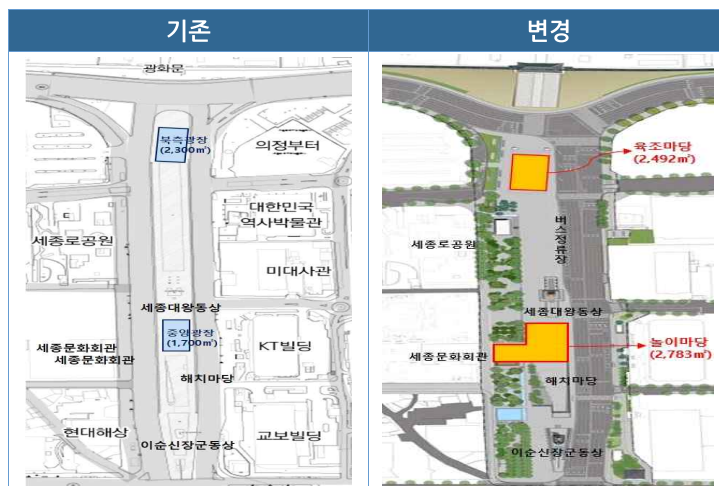 기존
변경
광화문
북측광장
(2,300㎡)
의정부터
대한민국
역사박물관
세종로공원
미대사관
세종대왕동상
중앙광장
(1,700㎡)
세종문화회관
세종문화회관
KT빌딩
해치마당
현대해상
이순신장군동상
교보빌딩
육조마당
(2,492㎡)
버스정류장
세종로공원
세종대왕동상
놀이마당
(2,783㎡)
세종문화회관
해치마당
이순신장군동상